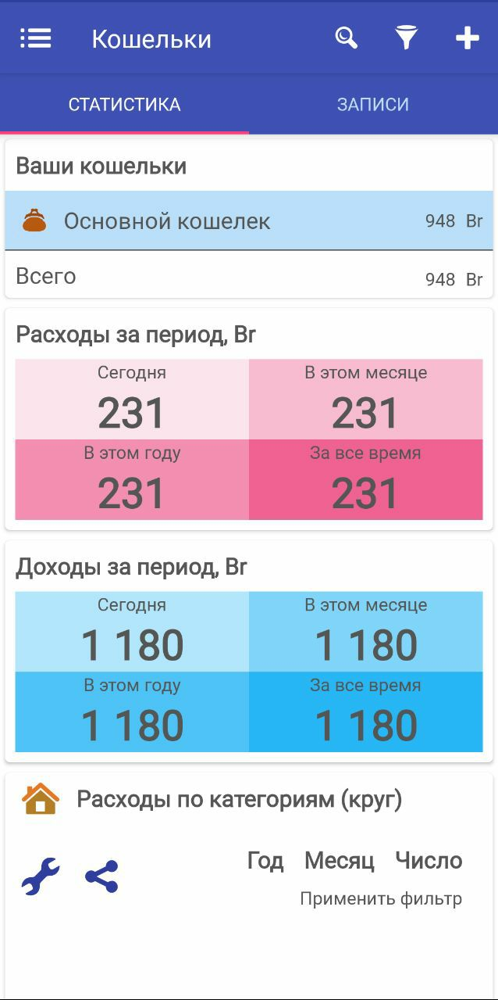 Кошельки
СТАТИСТИКА ЗАПИСИ
Ваши кошельки
Основной кошелек 948 Br
Всего 948 Br
Расходы за период, Br
Сегодня В этом месяце
231 231
В этом году За все время
231 231
Доходы за период, Br
Сегодня В этом месяце
1 180 1 180
В этом году За все время
1 180 1 180
Расходы по категориям (круг)
Год Месяц Число
Применить фильтр